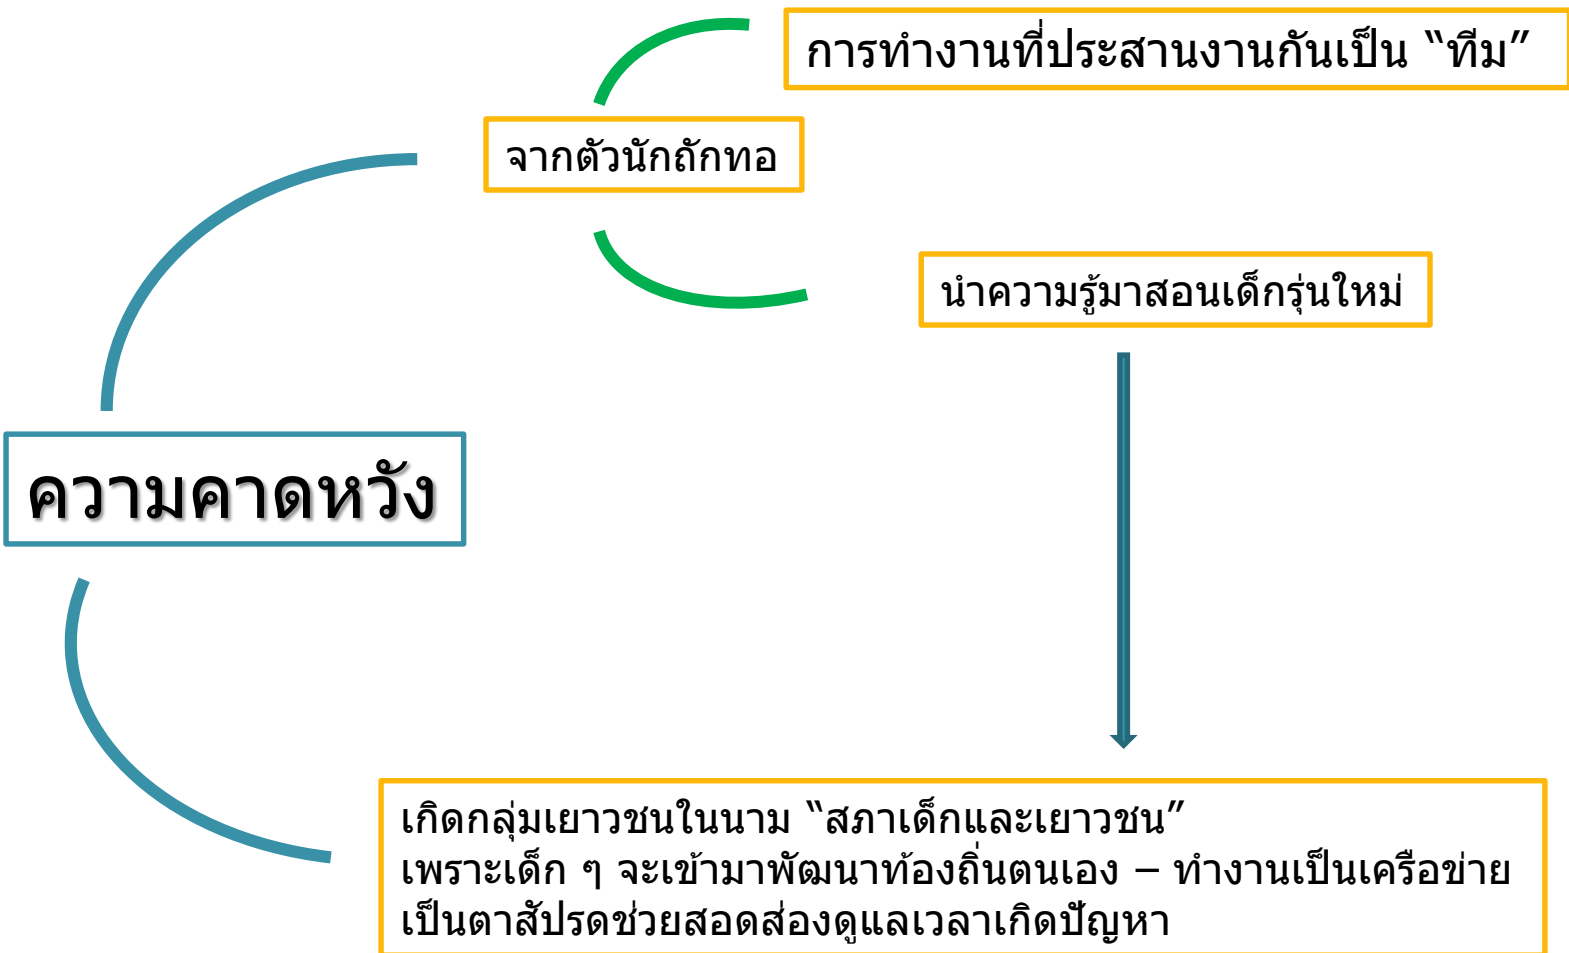 การทำงานที่ประสานงานกันเป็น “ทีม”
จากตัวนักถักทอ
นำความรู้มาสอนเด็กรุ่นใหม่
ความคาดหวัง
เกิดกลุ่มเยาวชนในนาม “สภาเด็กและเยาวชน”
เพราะเด็ก ๆ จะเข้ามาพัฒนาท้องถิ่นตนเอง – ทำงานเป็นเครือข่าย
เป็นตาสัปรดช่วยสอดส่องดูแลเวลาเกิดปัญหา